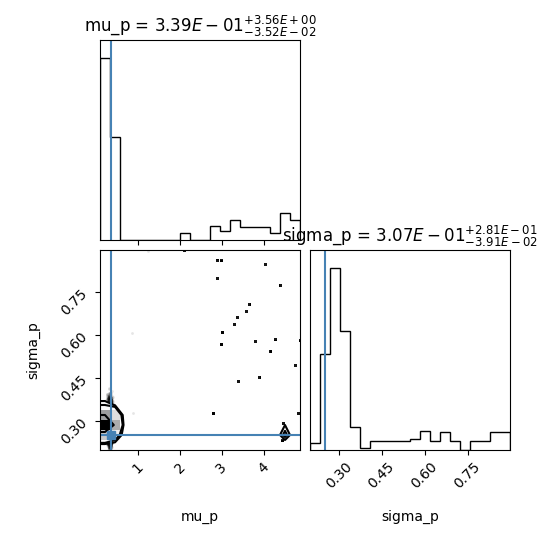 mu_p = 3.39E − 01+3.56E+00 −3.52E−02
sigma_p = 3.07E − 01+2.81E−01 −3.91E−02
sigma_p
0.75
0.60
0.45
0.30
1 2 3 4
0.30 0.45 0.60 0.75
mu_p
sigma_p